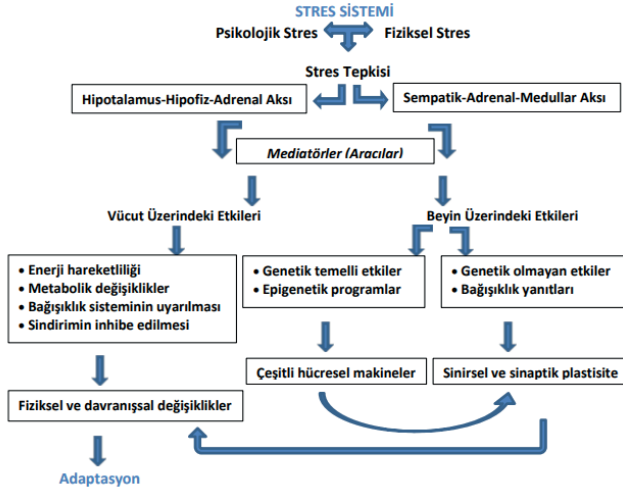 STRES SİSTEMİ
Psikolojik Stres
Fiziksel Stres
Stres Tepkisi
Hipotalamus-Hipofiz-Adrenal Aksı
Sempatik-Adrenal-Medullar Aksı
Mediatörler (Aracılar)
Vücut Üzerindeki Etkileri
Beyin Üzerindeki Etkileri
• Enerji hareketliliği
• Metabolik değişiklikler
• Bağışıklık sisteminin uyarılması
• Sindirimin inhibe edilmesi
• Genetik temelli etkiler
• Epigenetik programlar
• Genetik olmayan etkiler
• Bağışıklık yanıtları
Çeşitli hücresel makineler
Sinirsel ve sinaptik plastisite
Fiziksel ve davranışsal değişiklikler
Adaptasyon